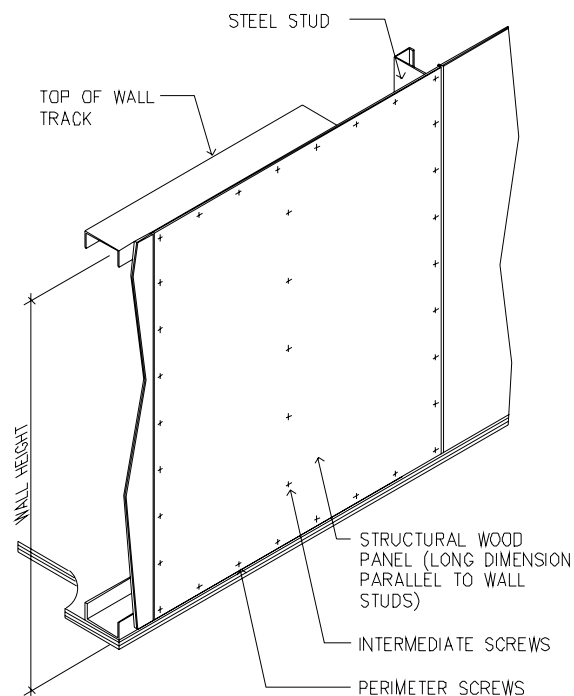 STEEL STUD
TOP OF WALL
TRACK
WALL HEIGHT
STRUCTURAL WOOD
PANEL (LONG DIMENSION
PARALLEL TO WALL
STUDS)
INTERMEDIATE SCREWS
PERIMETER SCREWS